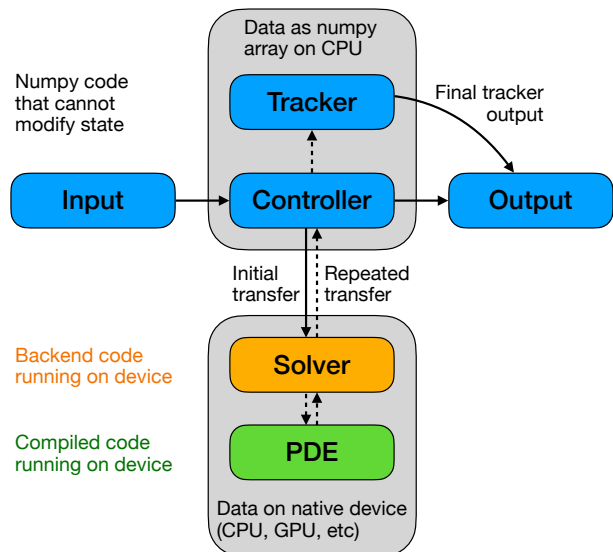 Data as numpy
array on CPU
Numpy code
that cannot
modify state
Tracker
Final tracker
output
Input
Controller
Output
Initial
transfer
Repeated
transfer
Backend code
running on device
Solver
Compiled code
running on device
PDE
Data on native device
(CPU, GPU, etc)